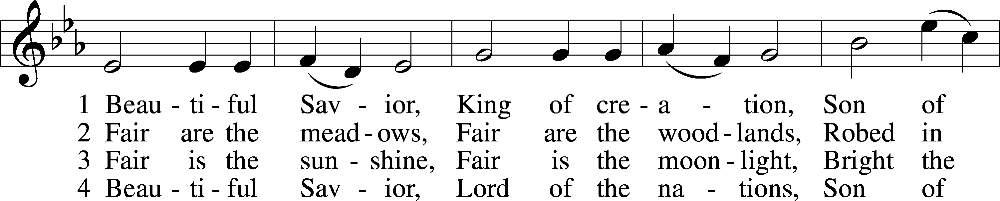 1 Beau - ti - ful Sav - ior, King of cre - a - tion, Son of
2 Fair are the mead - ows, Fair are the wood - lands, Robed in
3 Fair is the sun - shine, Fair is the moon - light, Bright the
4 Beau - ti - ful Sav - ior, Lord of the na - tions, Son of